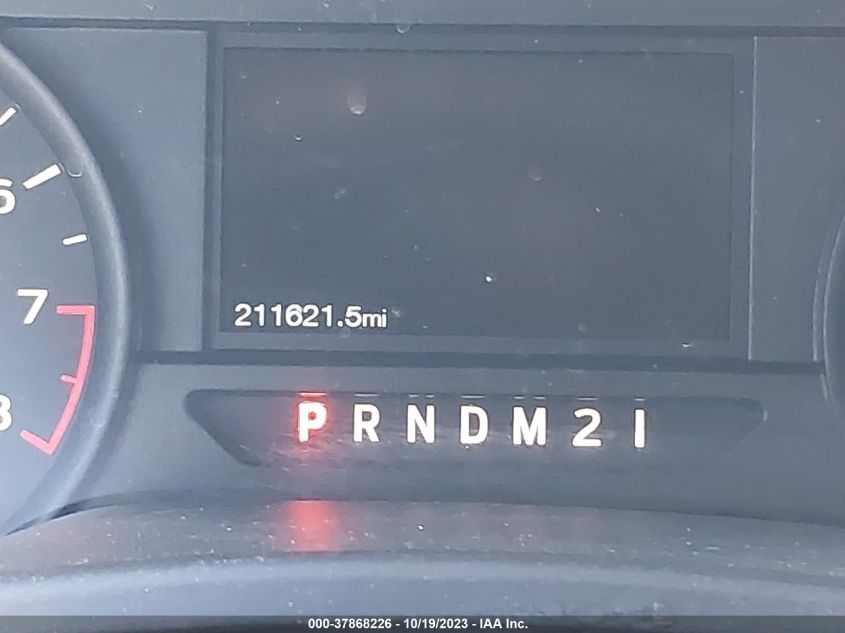 6
7
8
211621.5mi
P R N D M 2 1
000-37868226 - 10/19/2023 - IAA Inc.